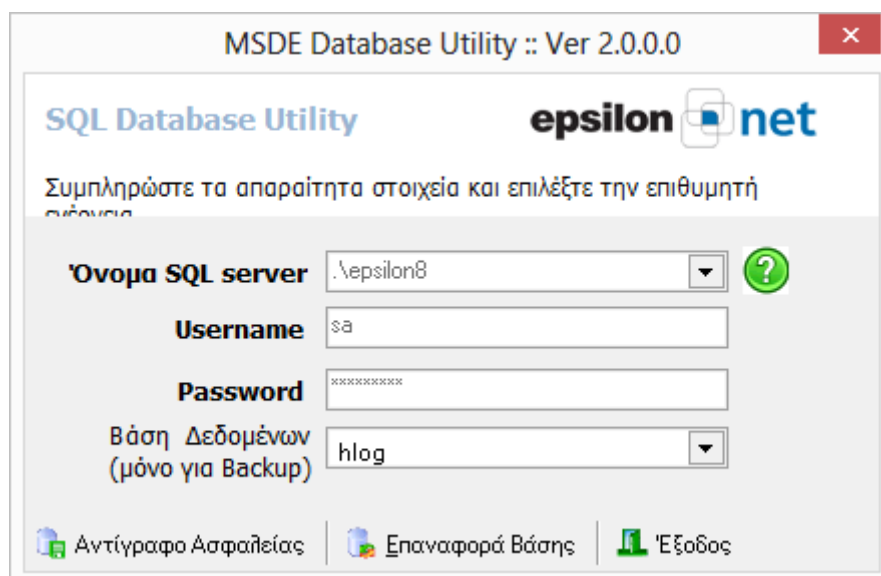 MSDE Database Utility :: Ver 2.0.0.0
SQL Database Utility
epsilon net
Συμπληρώστε τα απαραίτητα στοιχεία και επιλέξτε την επιθυμητή
Όνομα SQL server .\epsilon8
Username sa
Password ×××××××××
Βάση Δεδομένων
(μόνο για Backup) hlog
Αντίγραφο Ασφαλείας Επαναφορά Βάσης Έξοδος